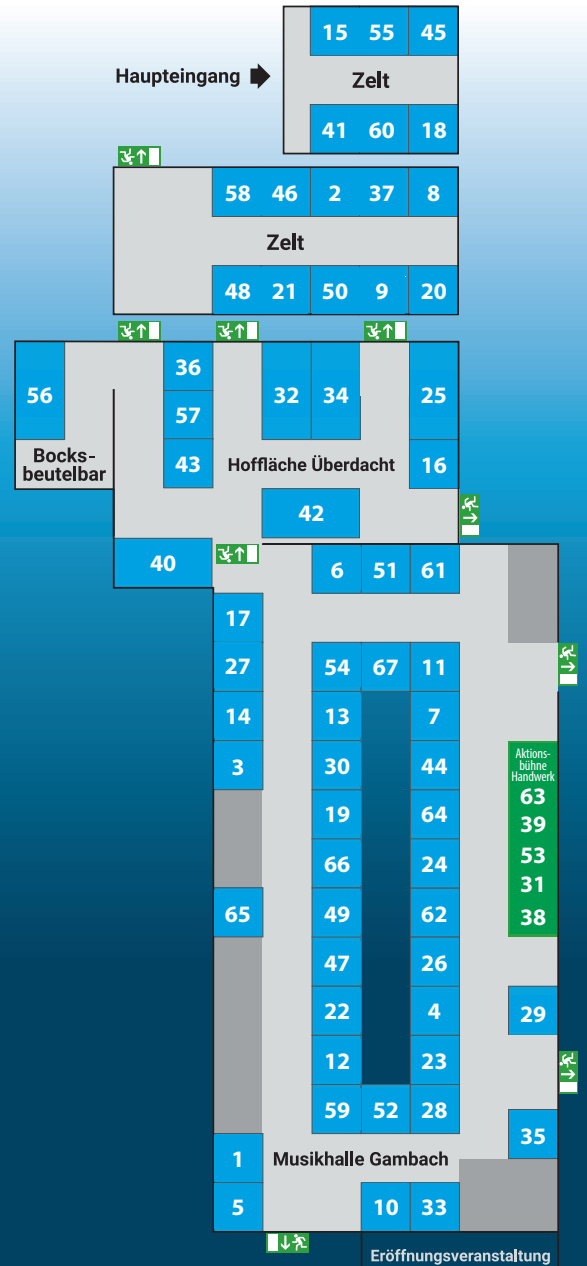 15 55 45
Haupteingang
Zelt
41 60 18
58 46 2 37 8
Zelt
48 21 50 9 20
36
56
32 34
25
57
43
Bocks-
beutelbar
Hoffläche Überdacht
16
42
40
6 51 61
17
27
54 67 11
14
13
7
3
30
44
Aktions-
bühne
Handwerk
63
39
53
31
38
19
64
66
24
65
49
62
47
26
22
4
29
12
23
59 52 28
35
1
Musikhalle Gambach
5
10 33
Eröffnungsveranstaltung